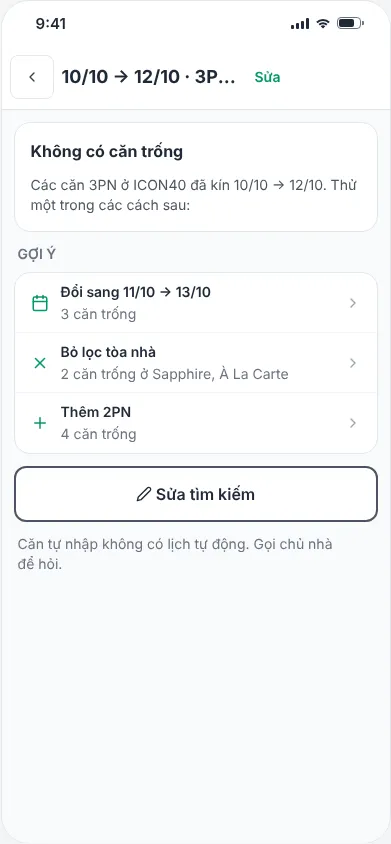 9:41
10/10 → 12/10 · 3P...
Sửa
Không có căn trống
Các căn 3PN ở ICON40 đã kín 10/10 → 12/10. Thử
một trong các cách sau:
GỢI Ý
Đổi sang 11/10 → 13/10
3 căn trống
Bỏ lọc tòa nhà
2 căn trống ở Sapphire, À La Carte
Thêm 2PN
4 căn trống
Sửa tìm kiếm
Căn tự nhập không có lịch tự động. Gọi chủ nhà
để hỏi.